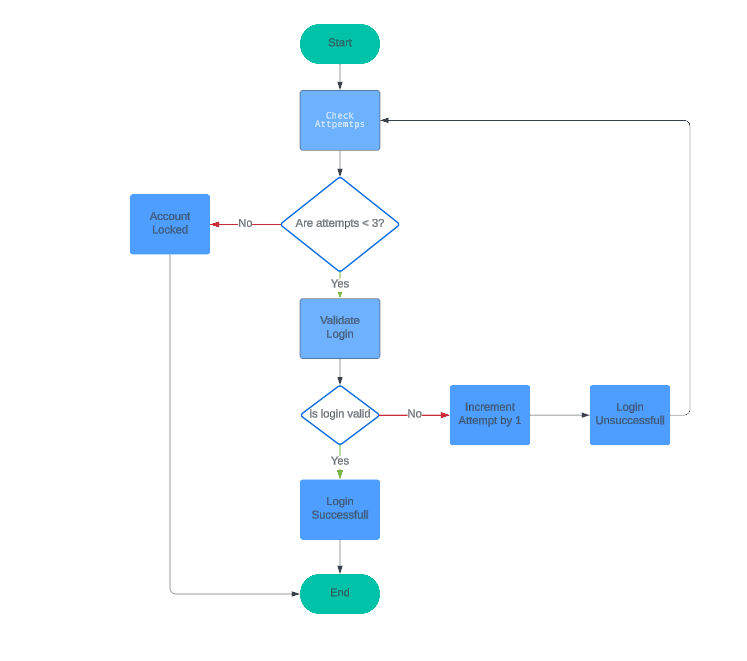 Start
Check
Attpemtps
Are attempts < 3?
No
Account
Locked
Yes
Validate
Login
is login valid
No
Increment
Attempt by 1
Login
Unsuccessfull
Yes
Login
Successfull
End